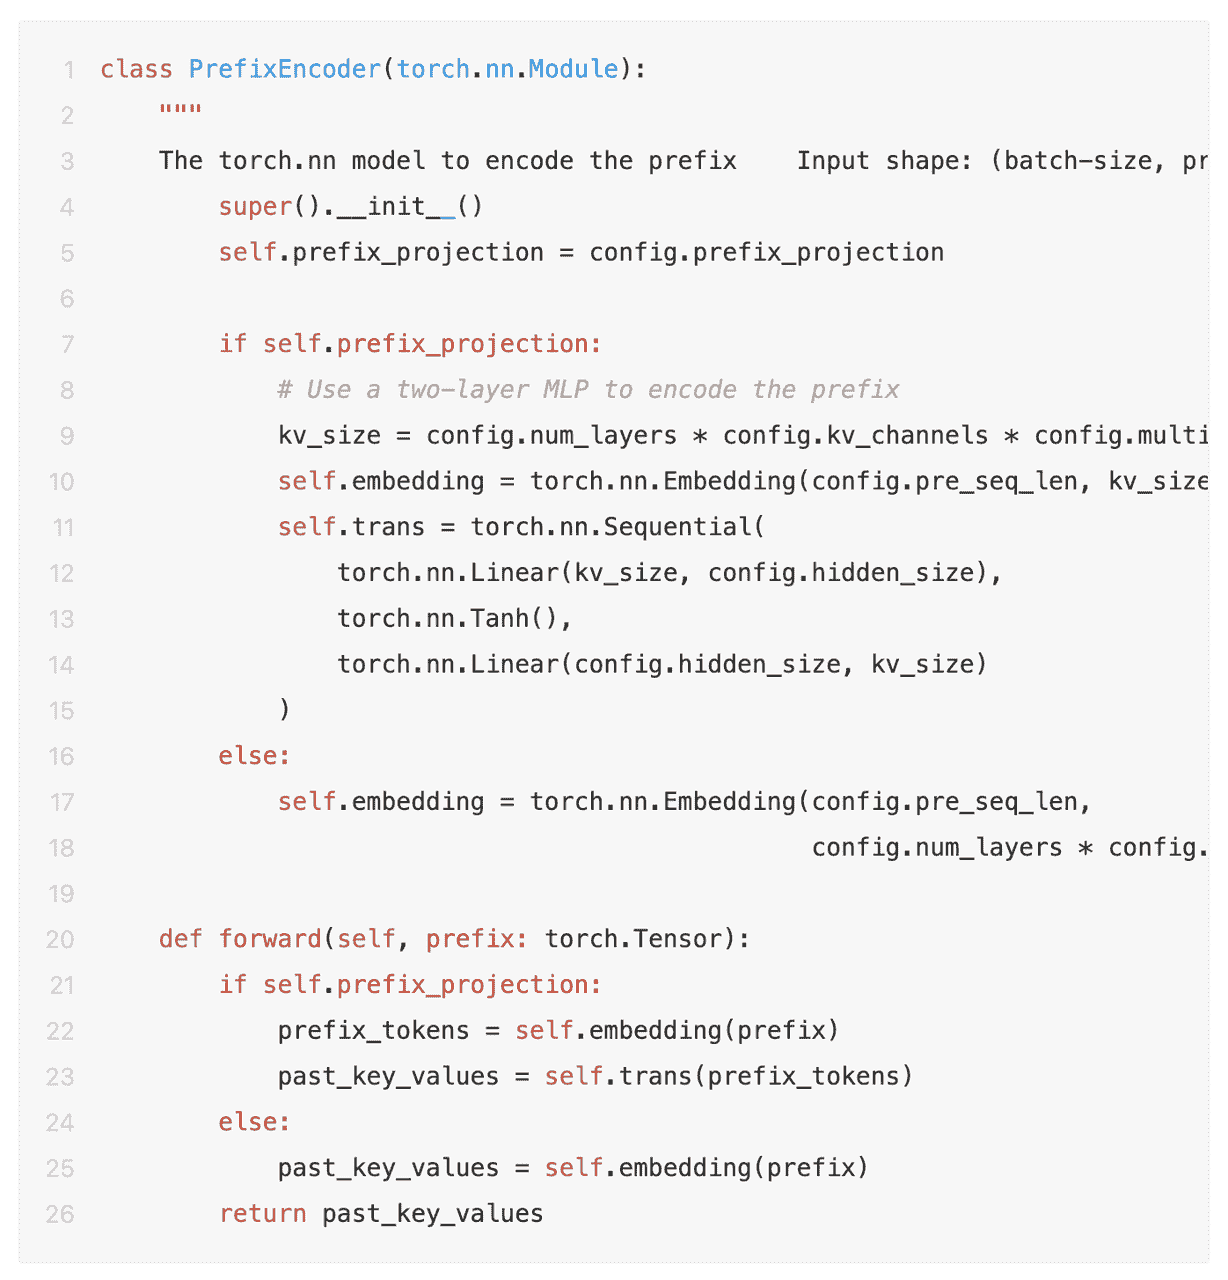 1 class PrefixEncoder(torch.nn.Module):
2     """
3     The torch.nn model to encode the prefix    Input shape: (batch-size, pr
4         super().__init__()
5         self.prefix_projection = config.prefix_projection
6
7         if self.prefix_projection:
8             # Use a two-layer MLP to encode the prefix
9             kv_size = config.num_layers * config.kv_channels * config.multi
10             self.embedding = torch.nn.Embedding(config.pre_seq_len, kv_size
11             self.trans = torch.nn.Sequential(
12                 torch.nn.Linear(kv_size, config.hidden_size),
13                 torch.nn.Tanh(),
14                 torch.nn.Linear(config.hidden_size, kv_size)
15             )
16         else:
17             self.embedding = torch.nn.Embedding(config.pre_seq_len,
18                                                 config.num_layers * config.
19
20     def forward(self, prefix: torch.Tensor):
21         if self.prefix_projection:
22             prefix_tokens = self.embedding(prefix)
23             past_key_values = self.trans(prefix_tokens)
24         else:
25             past_key_values = self.embedding(prefix)
26         return past_key_values